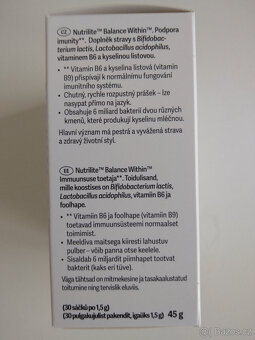 CZ Nutrilite™ Balance Within™. Podpora
imunity**. Doplněk stravy s Bifidobac-
terium lactis, Lactobacillus acidophilus,
vitaminem B6 a kyselinou listovou.
• ** Vitamin B6 a kyselina listová (vitamin
B9) přispívají k normálnímu fungování
imunitního systému.
• Chutný, rychle rozpustný prášek – lze
nasypat přímo na jazyk.
• Obsahuje 6 miliard bakterií dvou různých
kmenů, které produkují kyselinu mléčnou.
Hlavní význam má pestrá a vyvážená strava
a zdravý životní styl.
EE Nutrilite™ Balance Within™
Immuunsuse toetaja**. Toidulisand,
mille koostises on Bifidobacterium lactis,
Lactobacillus acidophilus, vitamiin B6 ja
foolhape.
• ** Vitamiin B6 ja foolhape (vitamiin B9)
toetavad immuunsüsteemi normaalset
toimimist.
• Meeldiva maitsega kiiresti lahustuv
pulber – võib panna otse keelele.
• Sisaldab 6 miljardit piimhapet tootvat
bakterit (kaks eri tüve).
Väga tähtsad on mitmekesine ja tasakaalustatud
toitumine ning tervislik eluviis.
(30 sáčků po 1,5 g)
(30 pulgakujulist pakendit, igaüks 1,5 g) 45 g
Bazoš.cz